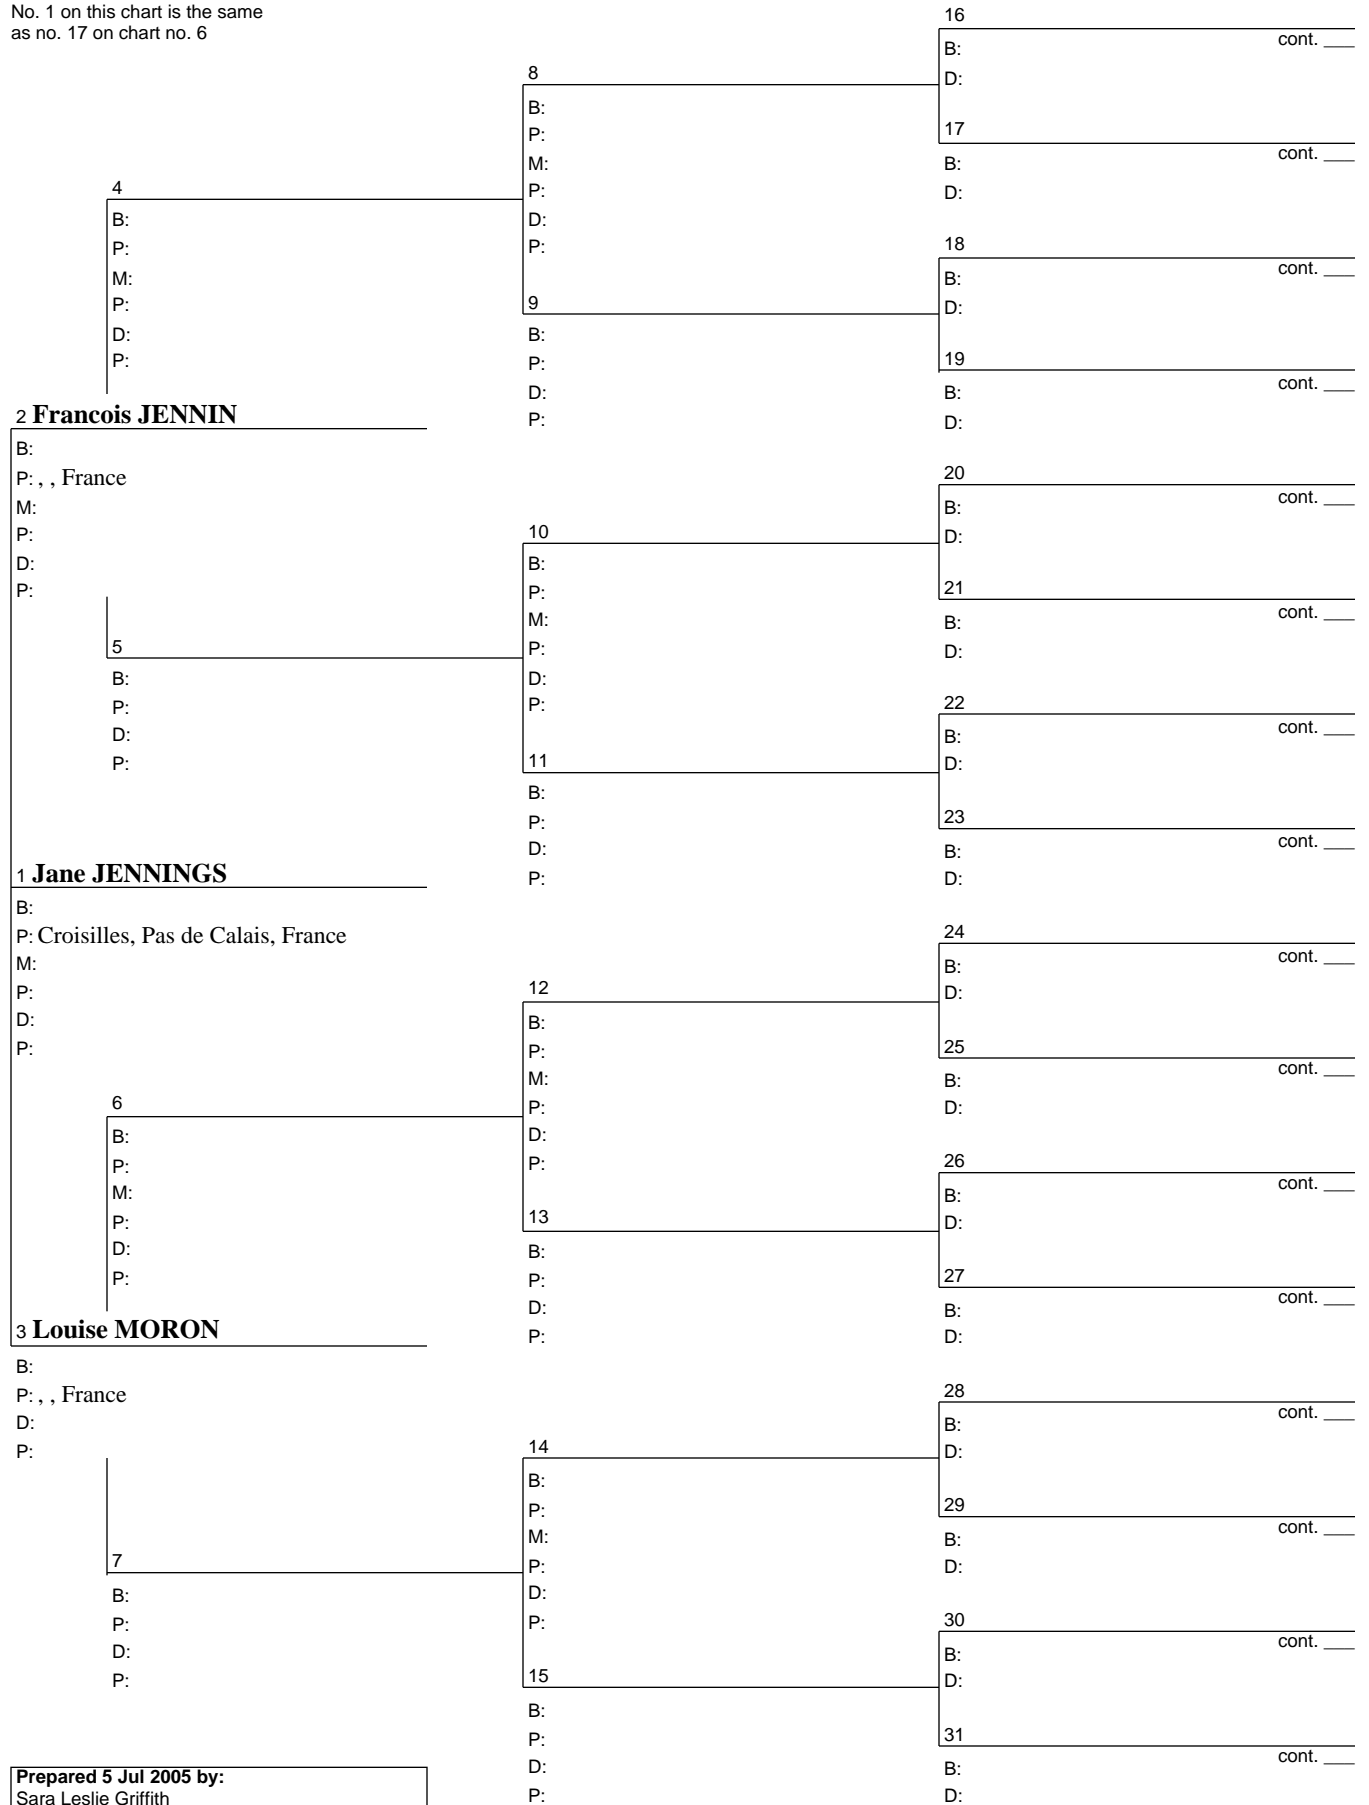 No. 1 on this chart is the same
as no. 17 on chart no. 6
4
B:
P:
M:
P:
D:
P:
2 Francois JENNIN
B:
P: , , France
M:
P:
D:
P:
5
B:
P:
D:
P:
1 Jane JENNINGS
B:
P: Croisilles, Pas de Calais, France
M:
P:
D:
P:
6
B:
P:
M:
P:
D:
P:
3 Louise MORON
B:
P: , , France
D:
P:
7
B:
P:
D:
P:
Prepared 5 Jul 2005 by:
Sara Leslie Griffith
8
B:
P:
M:
P:
D:
P:
9
B:
P:
D:
P:
10
B:
P:
M:
P:
D:
P:
11
B:
P:
D:
P:
12
B:
P:
M:
P:
D:
P:
13
B:
P:
D:
P:
14
B:
P:
M:
P:
D:
P:
15
B:
P:
D:
P:
16
cont. ___
B:
D:
17
cont. ___
B:
D:
18
cont. ___
B:
D:
19
cont. ___
B:
D:
20
cont. ___
B:
D:
21
cont. ___
B:
D:
22
cont. ___
B:
D:
23
cont. ___
B:
D:
24
cont. ___
B:
D:
25
cont. ___
B:
D:
26
cont. ___
B:
D:
27
cont. ___
B:
D:
28
cont. ___
B:
D:
29
cont. ___
B:
D:
30
cont. ___
B:
D:
31
cont. ___
B:
D: